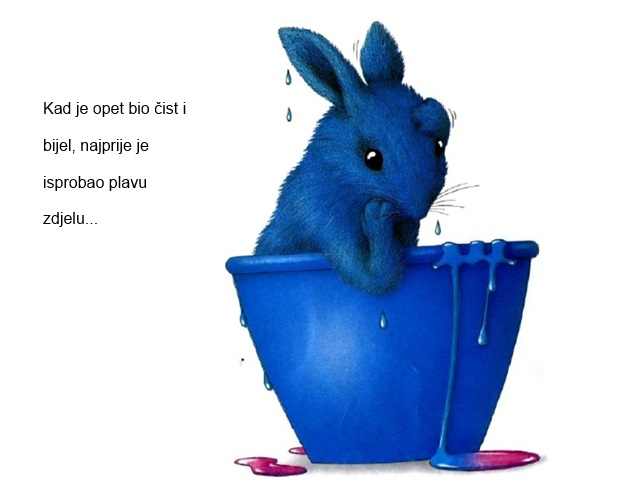 Kad je opet bio čist i
bijel, najprije je
isprobao plavu
zdjelu...